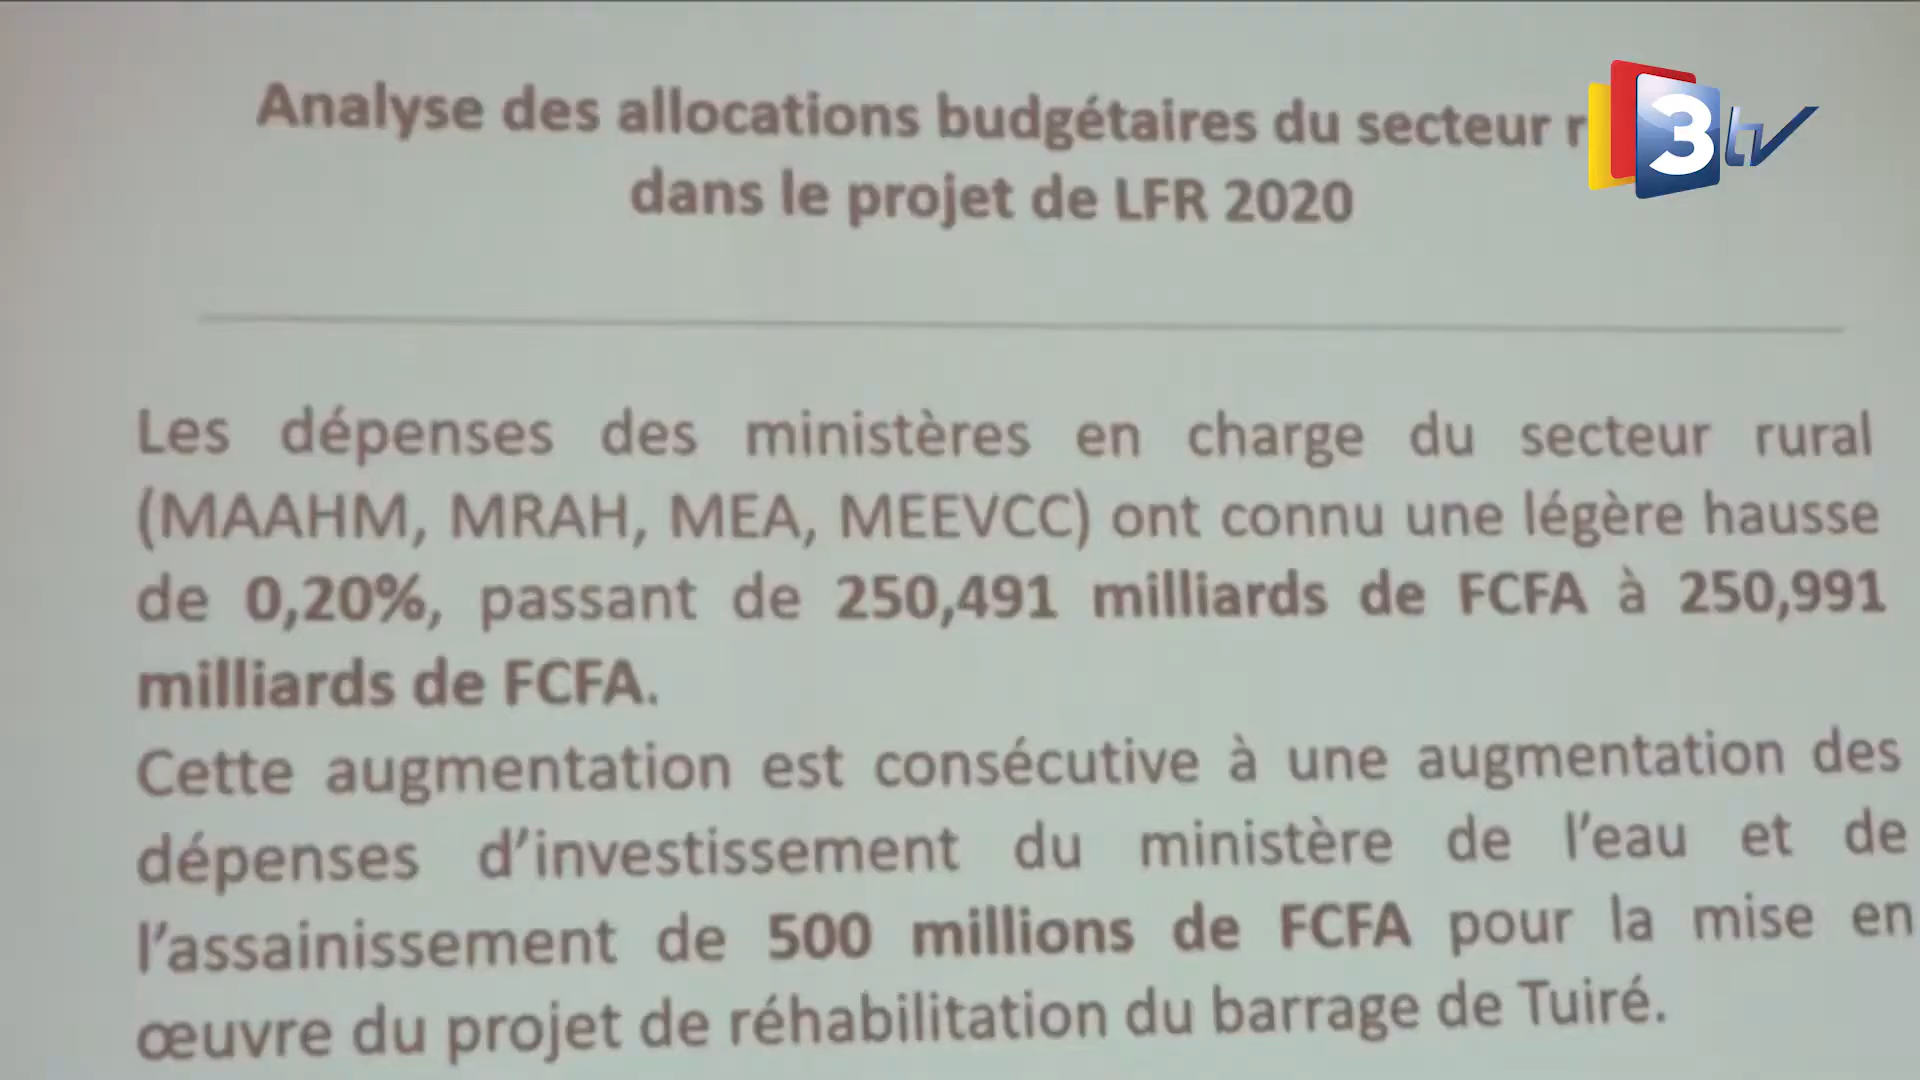 Analyse des allocations budgétaires du secteur r
3tv
dans le projet de LFR 2020
Les dépenses des ministères en charge du secteur rural
(MAAHM, MRAH, MEA, MEEVCC) ont connu une légère hausse
de 0,20%, passant de 250,491 milliards de FCFA à 250,991
milliards de FCFA.
Cette augmentation est consécutive à une augmentation des
dépenses d’investissement du ministère de l’eau et de
l’assainissement de 500 millions de FCFA pour la mise en
œuvre du projet de réhabilitation du barrage de Tuiré.